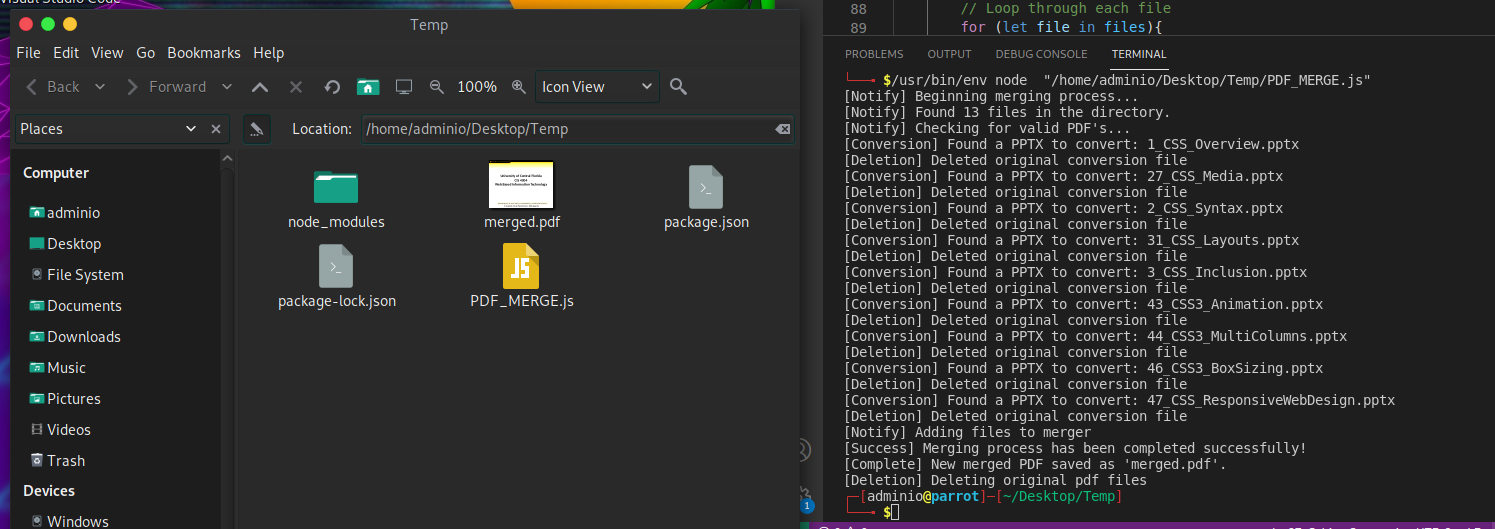 Visual Studio Code
Temp
File Edit View Go Bookmarks Help
Back Forward 100% Icon View
Places Location: /home/adminio/Desktop/Temp
Computer
adminio
Desktop
File System
Documents
Downloads
Music
Pictures
Videos
Trash
Devices
Windows
University of Central Florida
Web Based Information Technology
node_modules merged.pdf package.json
JS
package-lock.json PDF_MERGE.js
1
88 // Loop through each file
89 for (let file in files){
PROBLEMS OUTPUT DEBUG CONSOLE TERMINAL
$/usr/bin/env node "/home/adminio/Desktop/Temp/PDF_MERGE.js"
[Notify] Beginning merging process...
[Notify] Found 13 files in the directory.
[Notify] Checking for valid PDF's...
[Conversion] Found a PPTX to convert: 1_CSS_Overview.pptx
[Deletion] Deleted original conversion file
[Conversion] Found a PPTX to convert: 27_CSS_Media.pptx
[Deletion] Deleted original conversion file
[Conversion] Found a PPTX to convert: 2_CSS_Syntax.pptx
[Deletion] Deleted original conversion file
[Conversion] Found a PPTX to convert: 31_CSS_Layouts.pptx
[Deletion] Deleted original conversion file
[Conversion] Found a PPTX to convert: 3_CSS_Inclusion.pptx
[Deletion] Deleted original conversion file
[Conversion] Found a PPTX to convert: 43_CSS3_Animation.pptx
[Deletion] Deleted original conversion file
[Conversion] Found a PPTX to convert: 44_CSS3_MultiColumns.pptx
[Deletion] Deleted original conversion file
[Conversion] Found a PPTX to convert: 46_CSS3_BoxSizing.pptx
[Deletion] Deleted original conversion file
[Conversion] Found a PPTX to convert: 47_CSS_ResponsiveWebDesign.pptx
[Deletion] Deleted original conversion file
[Notify] Adding files to merger
[Success] Merging process has been completed successfully!
[Complete] New merged PDF saved as 'merged.pdf'.
[Deletion] Deleting original pdf files
[adminio@parrot]-[~/Desktop/Temp]
$